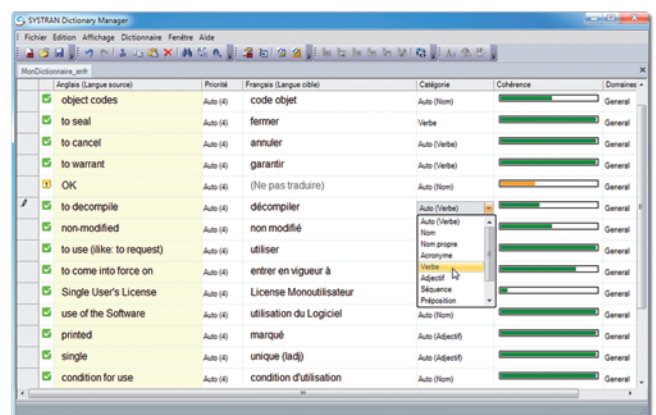 SYSTRAN Dictionary Manager
Fichier Edition Affichage Dictionnaire Fenêtre Aide
MonDictionnaire_enfr
Anglais (Langue source) Priorité Français (Langue cible) Catégorie Cohérence Domaines
object codes Auto (4) code objet Auto (Nom) General
to seal Auto (4) fermer Verbe General
to cancel Auto (4) annuler Auto (Verbe) General
to warrant Auto (4) garantir Auto (Verbe) General
OK Auto (4) (Ne pas traduire) Auto (Nom) General
to decompile Auto (4) décompiler Auto (Verbe) General
Auto (Verbe)
non-modified Auto (4) non modifié Nom General
Nom propre
to use (ilike: to request) Auto (4) utiliser Acronyme General
Verbe
to come into force on Auto (4) entrer en vigueur à Adjectif General
Séquence
Single User's License Auto (4) License Monoutilisateur Préposition General
use of the Software Auto (4) utilisation du Logiciel Auto (Nom) General
printed Auto (4) marqué Auto (Adjectif) General
single Auto (4) unique (ladj) Auto (Adjectif) General
condition for use Auto (4) condition d'utilisation Auto (Nom) General